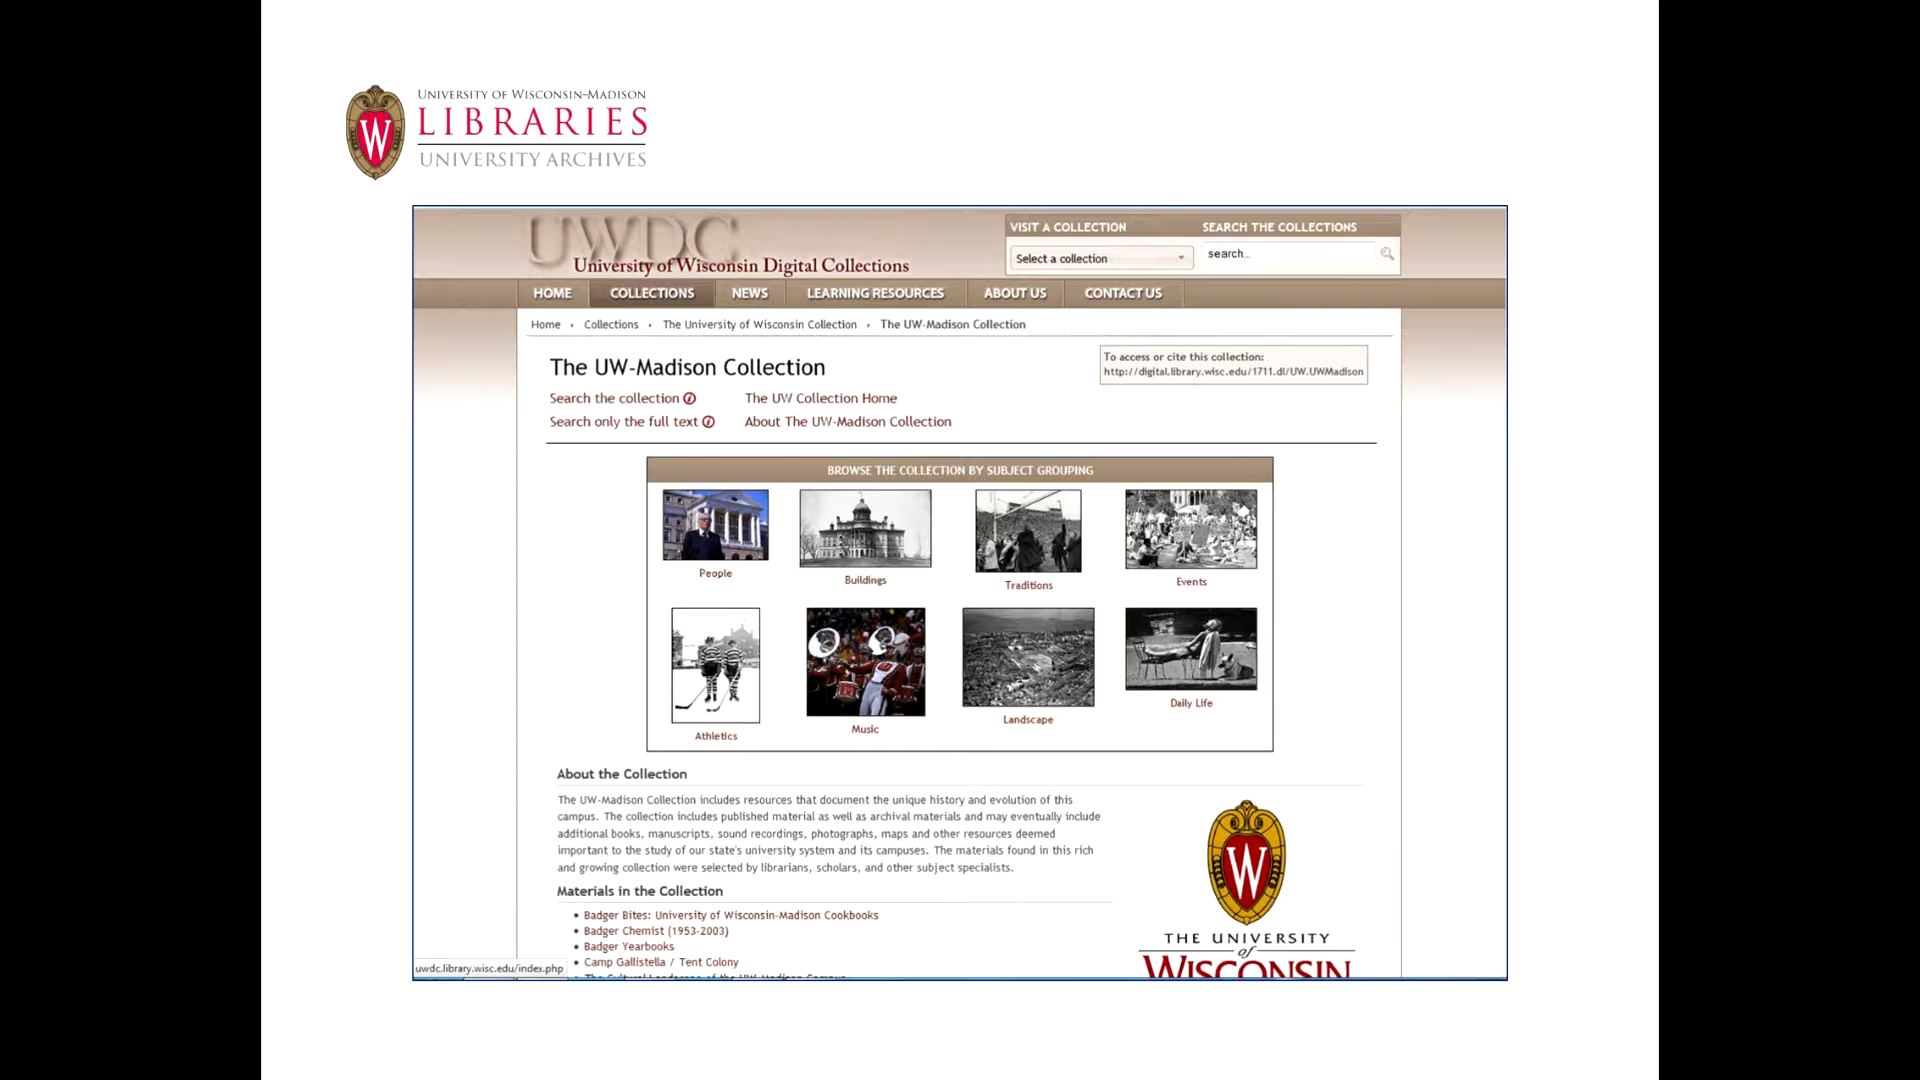 UNIVERSITY OF WISCONSIN–MADISON
LIBRARIES
UNIVERSITY ARCHIVES
UWDC
University of Wisconsin Digital Collections
VISIT A COLLECTION
SEARCH THE COLLECTIONS
Select a collection
search...
HOME COLLECTIONS NEWS LEARNING RESOURCES ABOUT US CONTACT US
Home › Collections › The University of Wisconsin Collection › The UW-Madison Collection
The UW-Madison Collection
To access or cite this collection:
http://digital.library.wisc.edu/1711.dl/UW.UWMadison
Search the collection
The UW Collection Home
Search only the full text
About The UW-Madison Collection
BROWSE THE COLLECTION BY SUBJECT GROUPING
People
Buildings
Traditions
Events
Athletics
Music
Landscape
Daily Life
About the Collection
The UW-Madison Collection includes resources that document the unique history and evolution of this
campus. The collection includes published material as well as archival materials and may eventually include
additional books, manuscripts, sound recordings, photographs, maps and other resources deemed
important to the study of our state's university system and its campuses. The materials found in this rich
and growing collection were selected by librarians, scholars, and other subject specialists.
Materials in the Collection
• Badger Bites: University of Wisconsin-Madison Cookbooks
• Badger Chemist (1953-2003)
• Badger Yearbooks
• Camp Gallistella / Tent Colony
• The Cultural Landscape of the UW-Madison Campus
uwdc.library.wisc.edu/index.php
W
THE UNIVERSITY
of
WISCONSIN